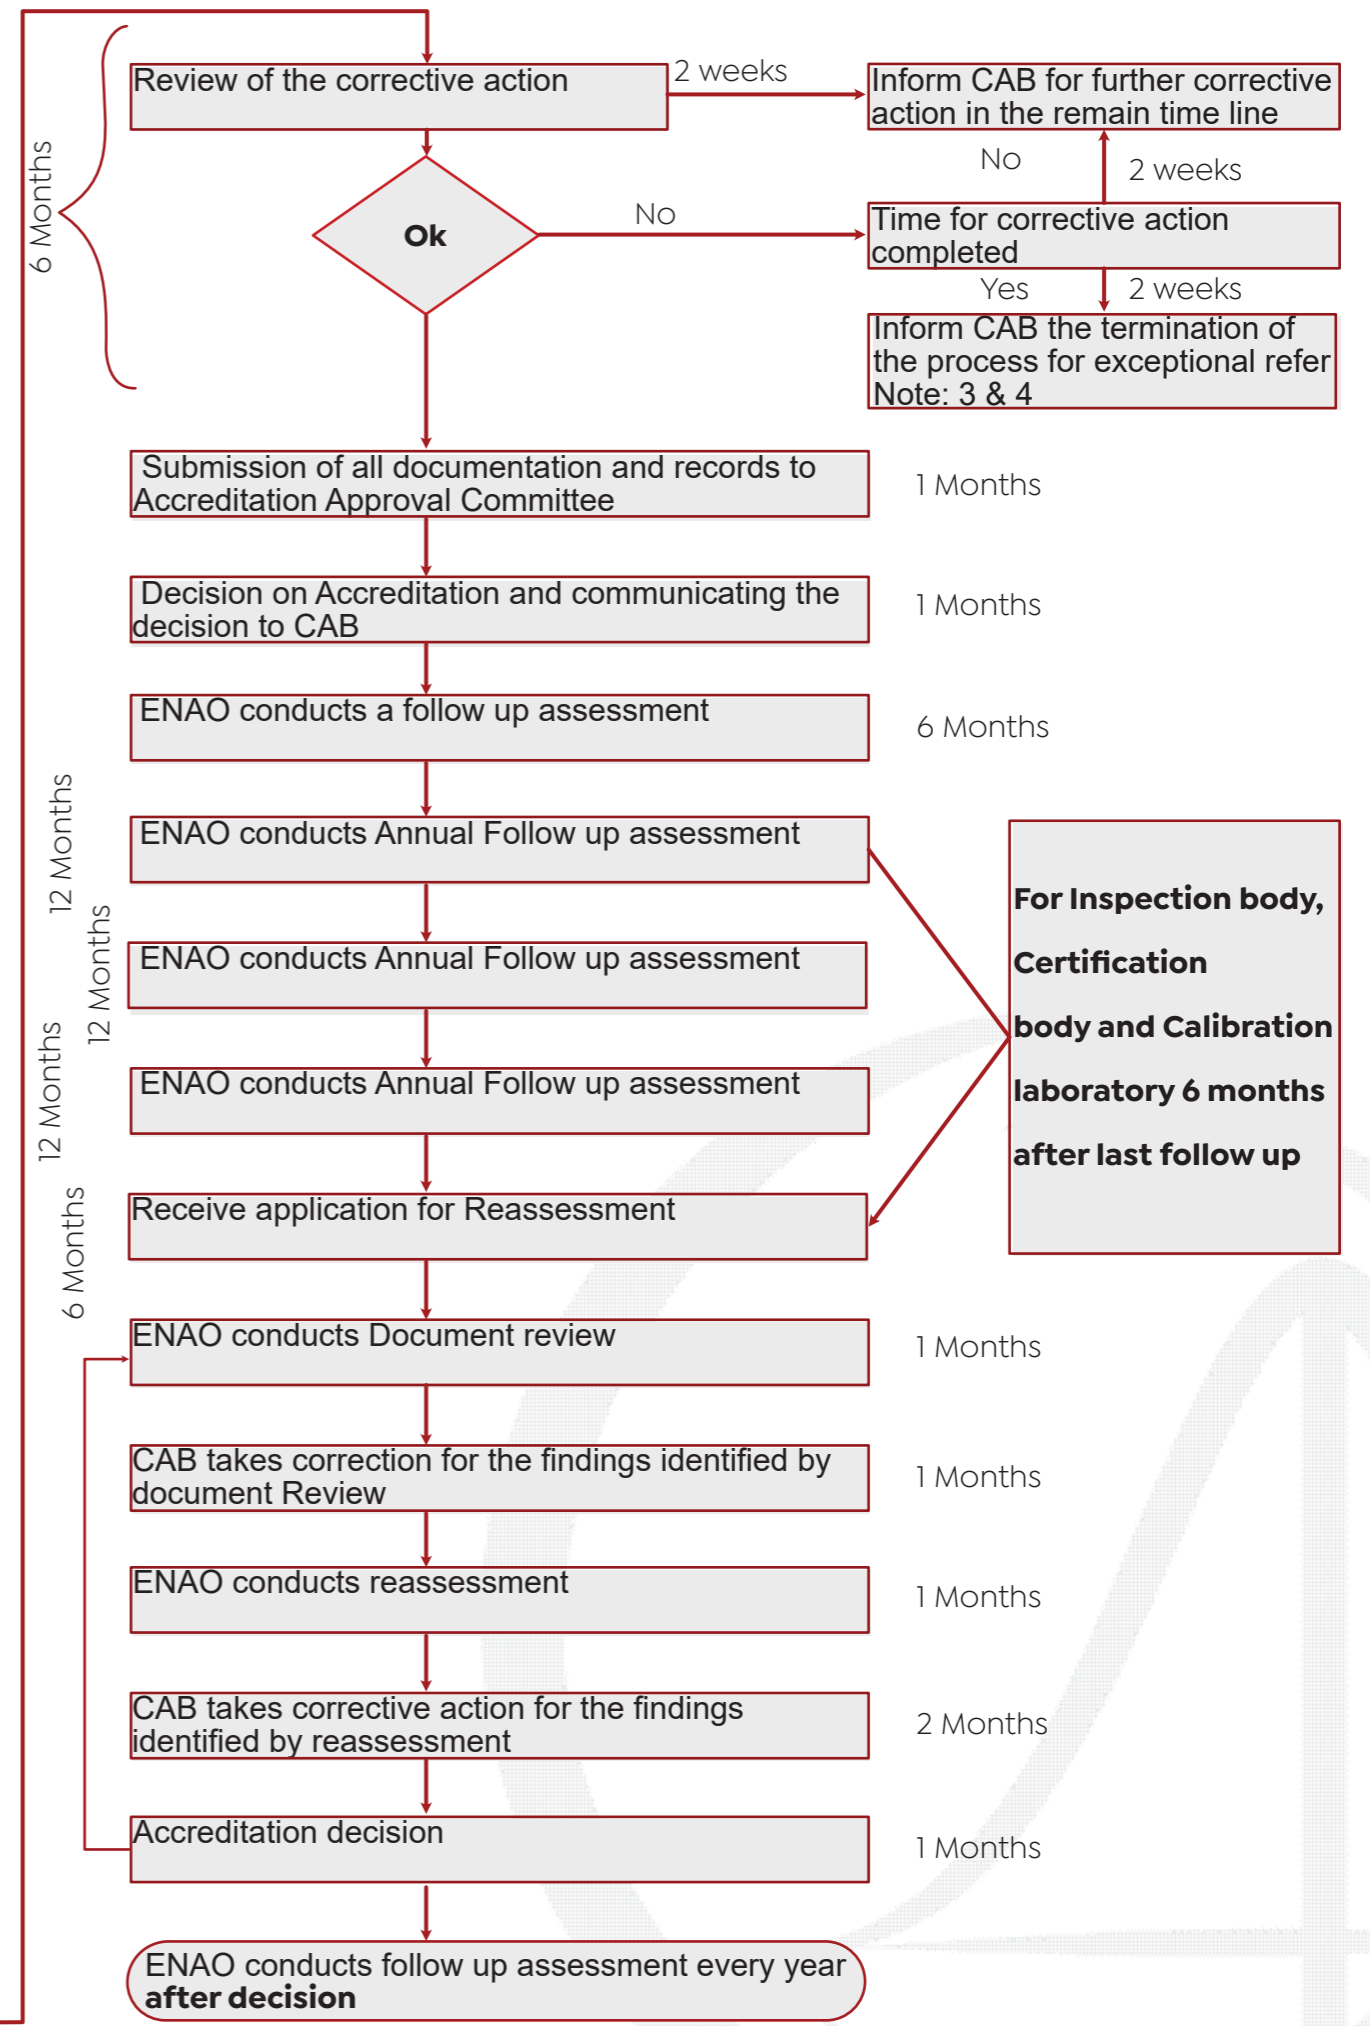 Review of the corrective action
2 weeks
Inform CAB for further corrective
action in the remain time line
6 Months
No
2 weeks
Ok
No
Time for corrective action
completed
Yes
2 weeks
Inform CAB the termination of
the process for exceptional refer
Note: 3 & 4
Submission of all documentation and records to
Accreditation Approval Committee
1 Months
Decision on Accreditation and communicating the
decision to CAB
1 Months
ENAO conducts a follow up assessment
6 Months
12 Months
ENAO conducts Annual Follow up assessment
12 Months
ENAO conducts Annual Follow up assessment
12 Months
ENAO conducts Annual Follow up assessment
For Inspection body,
Certification
body and Calibration
laboratory 6 months
after last follow up
Receive application for Reassessment
6 Months
ENAO conducts Document review
1 Months
CAB takes correction for the findings identified by
document Review
1 Months
ENAO conducts reassessment
1 Months
CAB takes corrective action for the findings
identified by reassessment
2 Months
Accreditation decision
1 Months
ENAO conducts follow up assessment every year
after decision